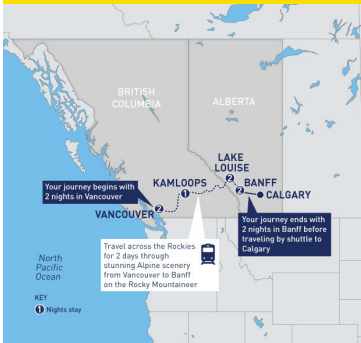 BRITISH
COLUMBIA
ALBERTA
LAKE
LOUISE
2
KAMLOOPS
1
2
BANFF
CALGARY
Your journey begins with
2 nights in Vancouver
VANCOUVER
2
Your journey ends with
2 nights in Banff before
traveling by shuttle to
Calgary
Travel across the Rockies
for 2 days through
stunning Alpine scenery
from Vancouver to Banff
on the Rocky Mountaineer
North
Pacific
Ocean
KEY
1 Nights stay